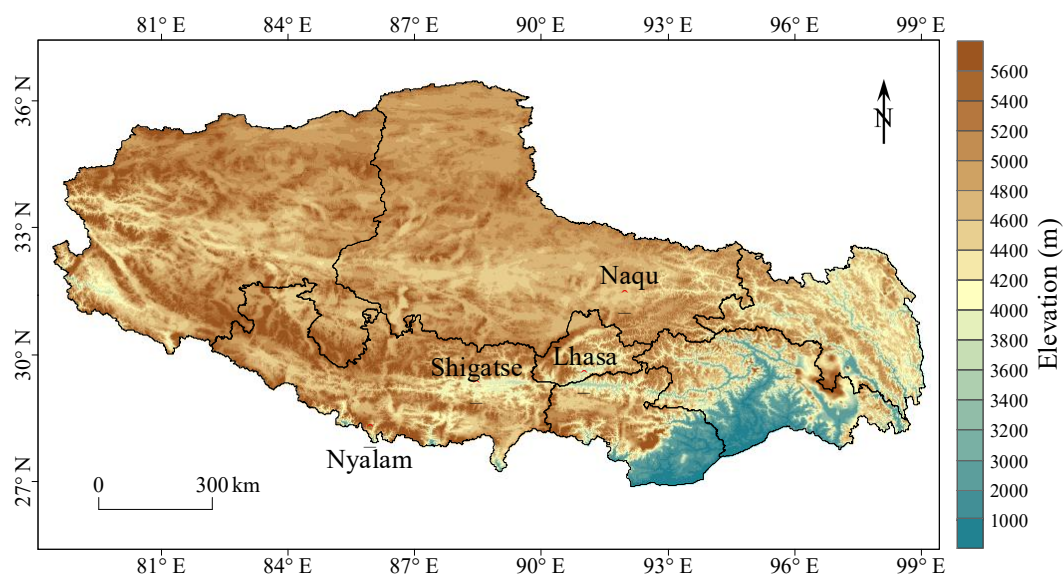 81° E 84° E 87° E 90° E 93° E 96° E 99° E
36° N
33° N
30° N
27° N
N
Naqu
Lhasa
Shigatse
Nyalam
0 300 km
81° E 84° E 87° E 90° E 93° E 96° E 99° E
5600
5400
5200
5000
4800
4600
4400
4200
4000
3800
3600
3400
3200
3000
2000
1000
Elevation (m)